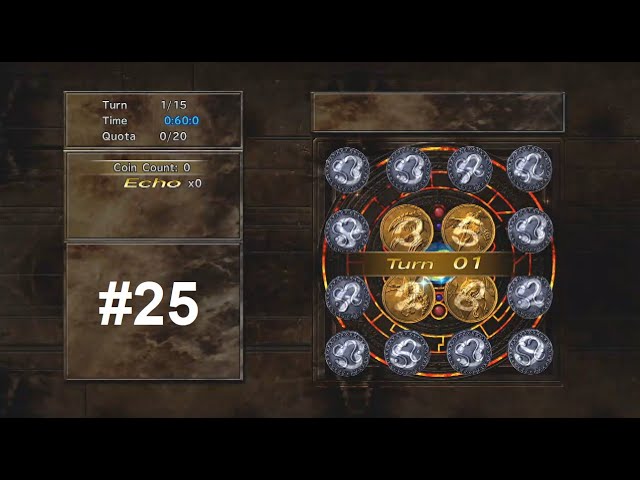 Turn 1/15
Time 0:60:0
Quota 0/20
Coin Count: 0
Echo x0
#25
Turn 01